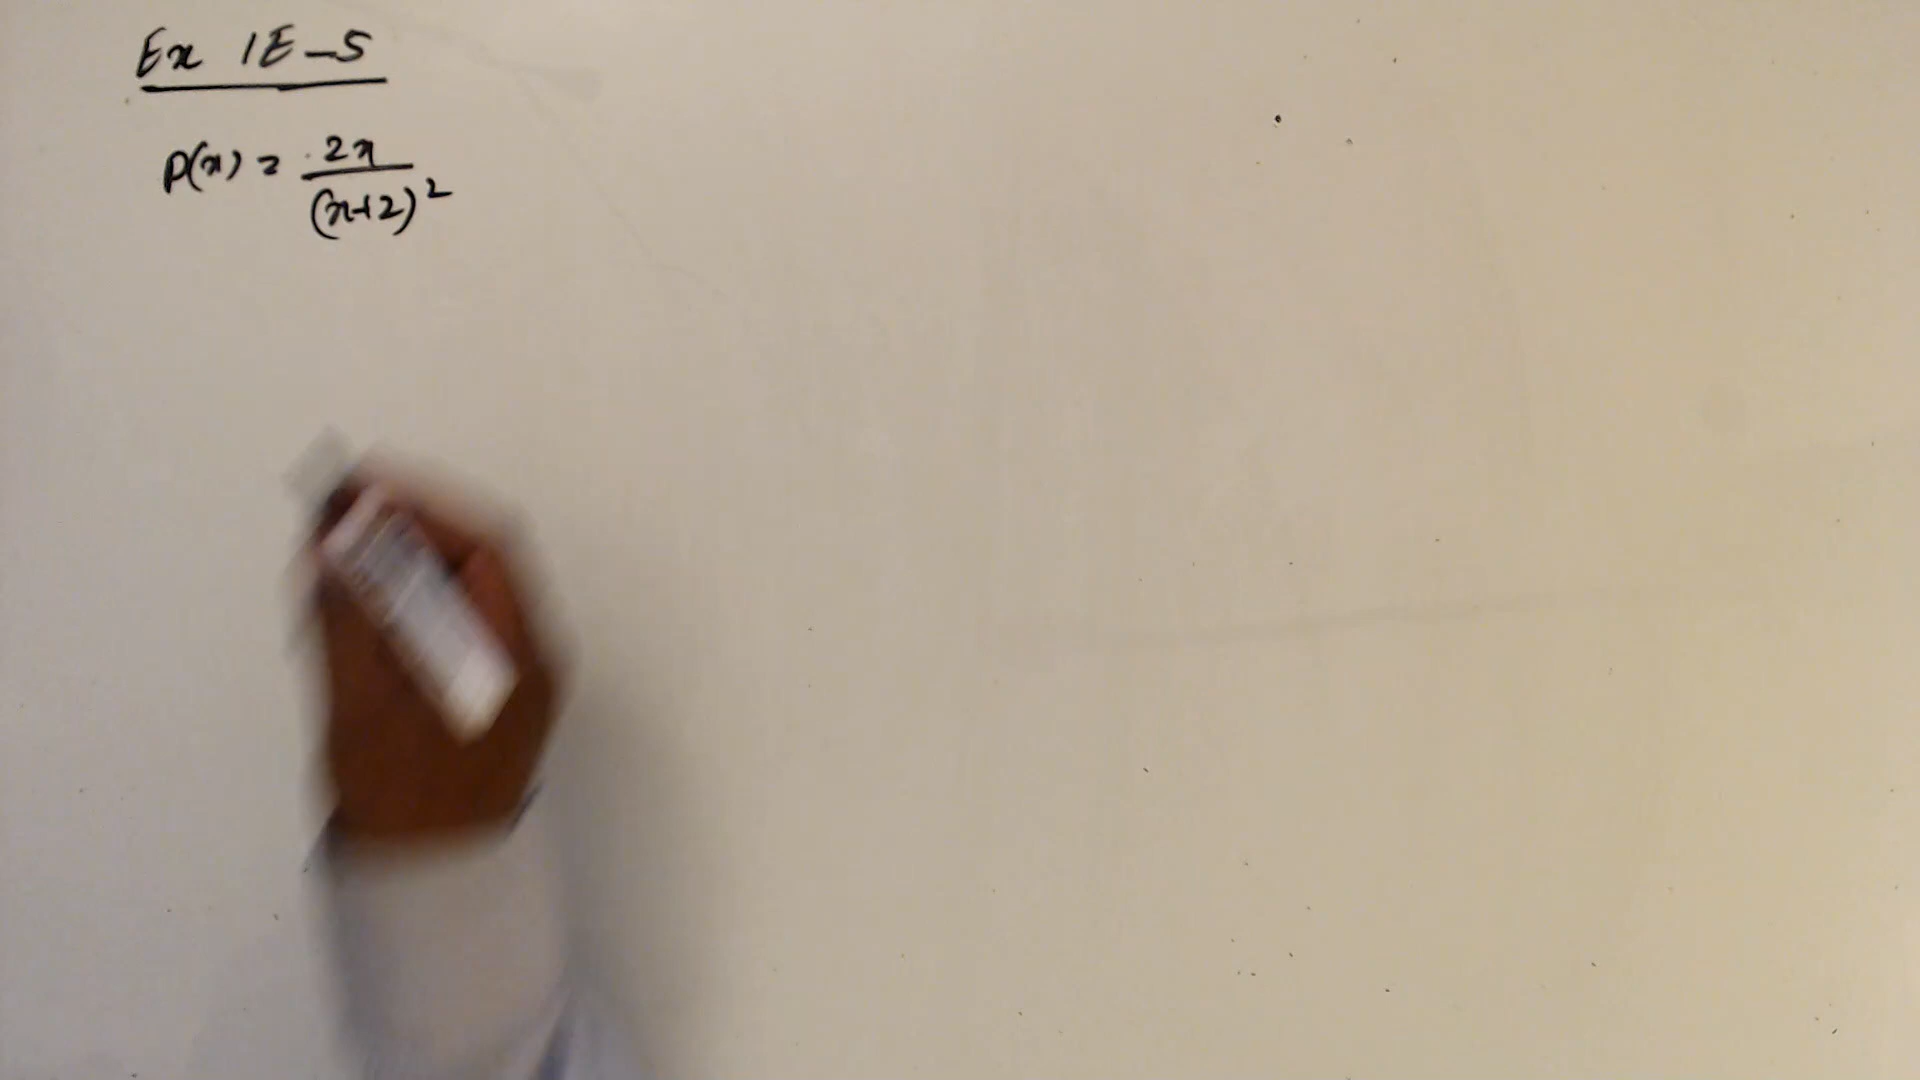 Ex 1E-5
P(x) = 2x / (x+2)²